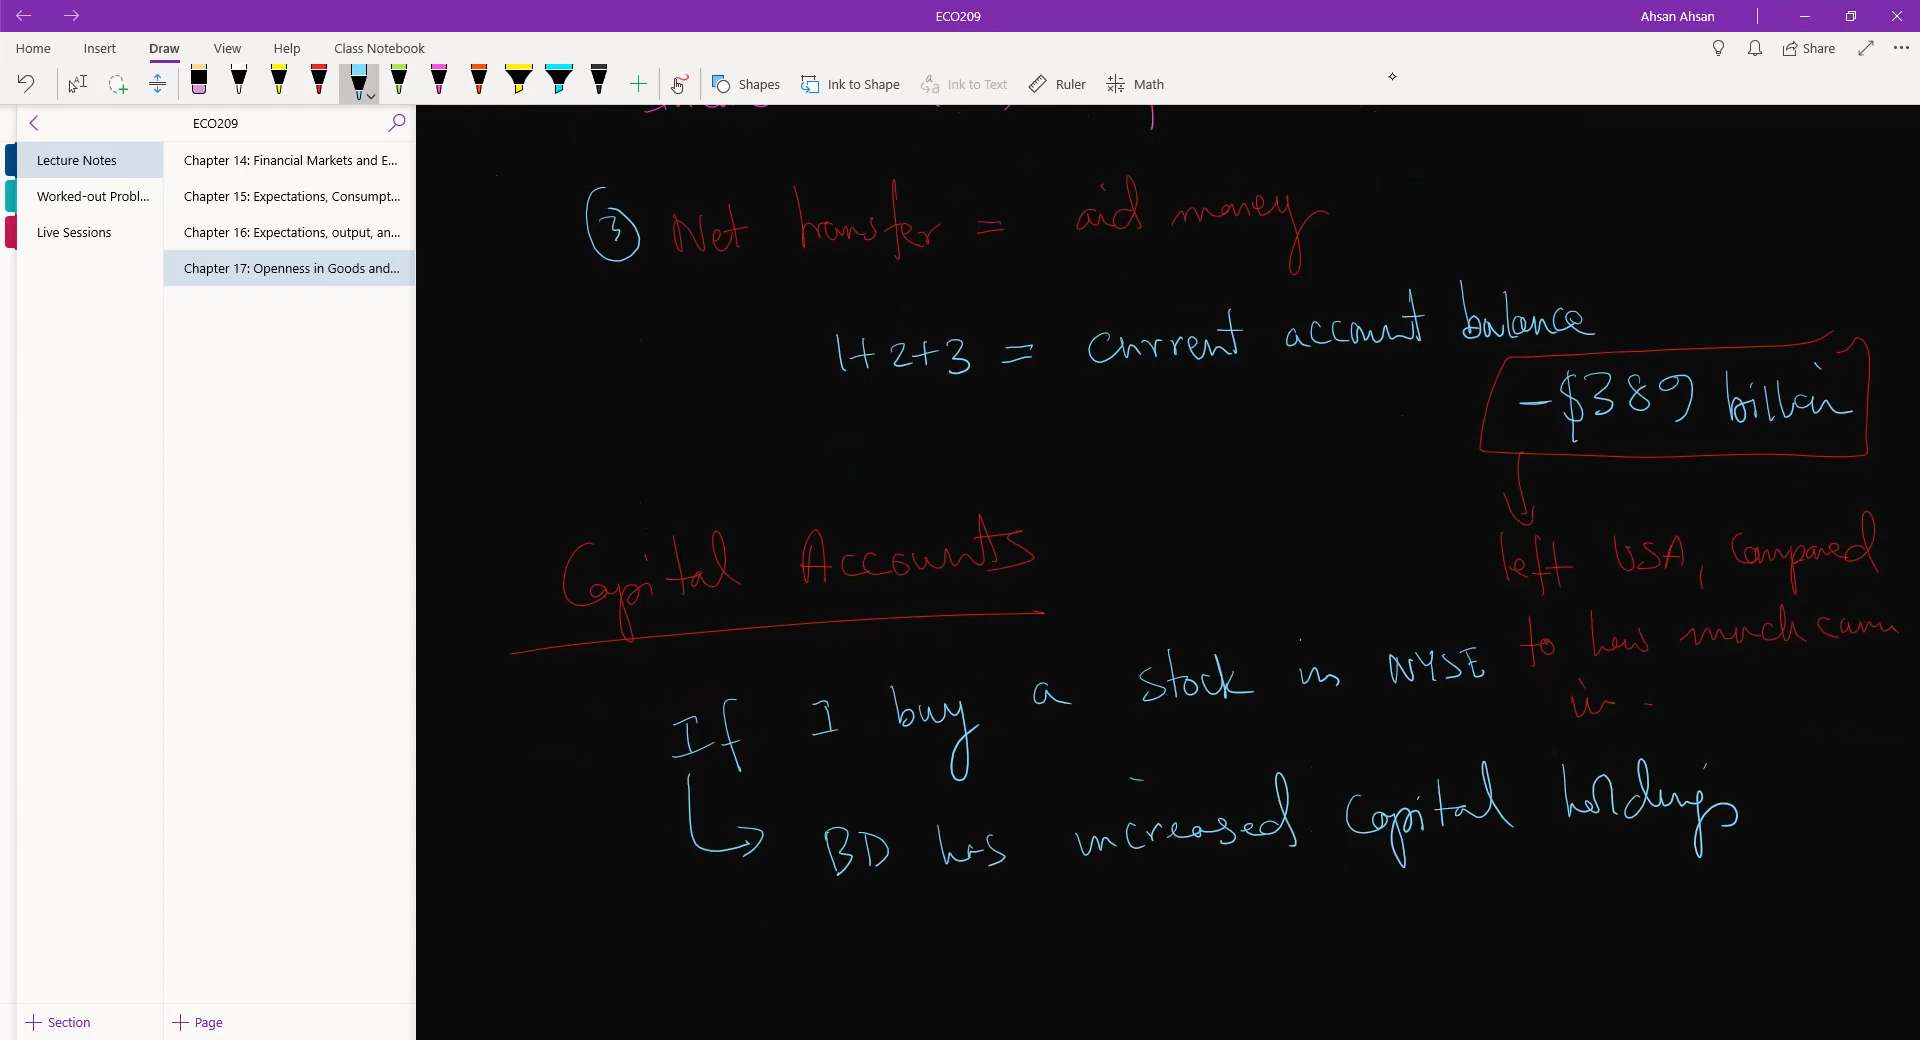 ECO209
Ahsan Ahsan
Home Insert Draw View Help Class Notebook
Share
Shapes Ink to Shape Ink to Text Ruler Math
ECO209
Lecture Notes
Worked-out Probl...
Live Sessions
Chapter 14: Financial Markets and E...
Chapter 15: Expectations, Consumpt...
Chapter 16: Expectations, output, an...
Chapter 17: Openness in Goods and...
3 Net transfer = aid money
1+2+3 = current account balance
-$389 billion
left USA, compared
to how much came
in -
Capital Accounts
If I buy a stock in NYSE
BD has increased capital holdings
+ Section
+ Page